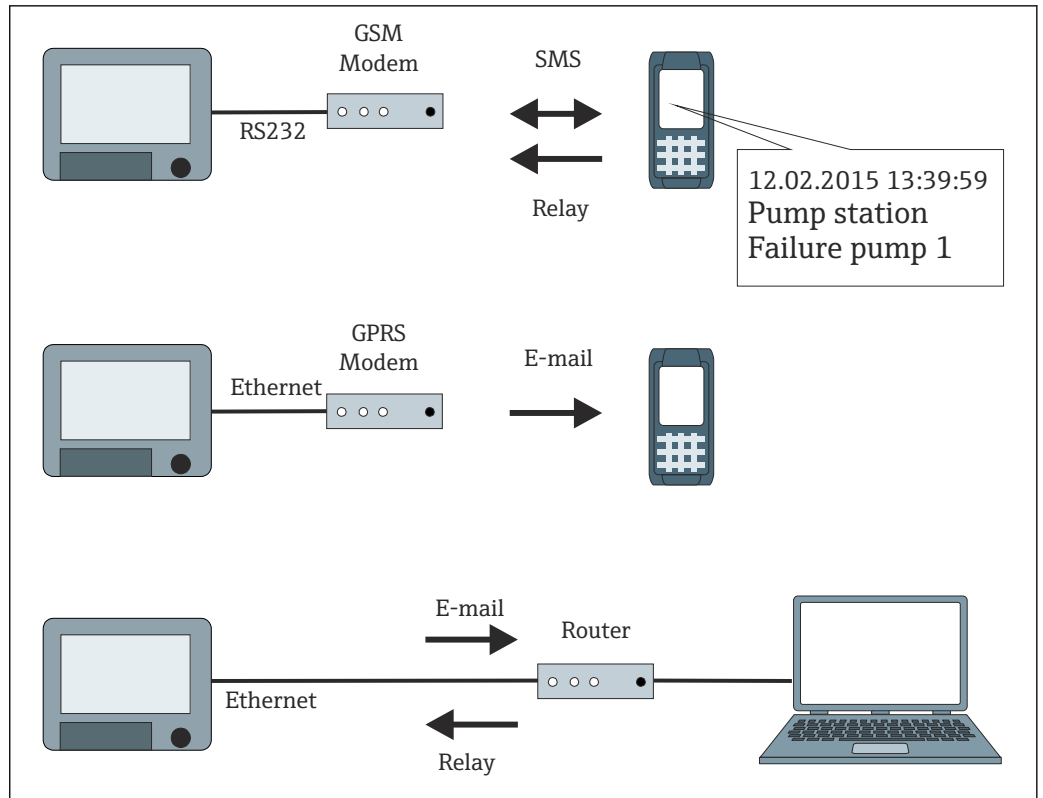 GSM
Modem
SMS
RS232
Relay
12.02.2015 13:39:59
Pump station
Failure pump 1
GPRS
Modem
E-mail
Ethernet
E-mail
Router
Ethernet
Relay